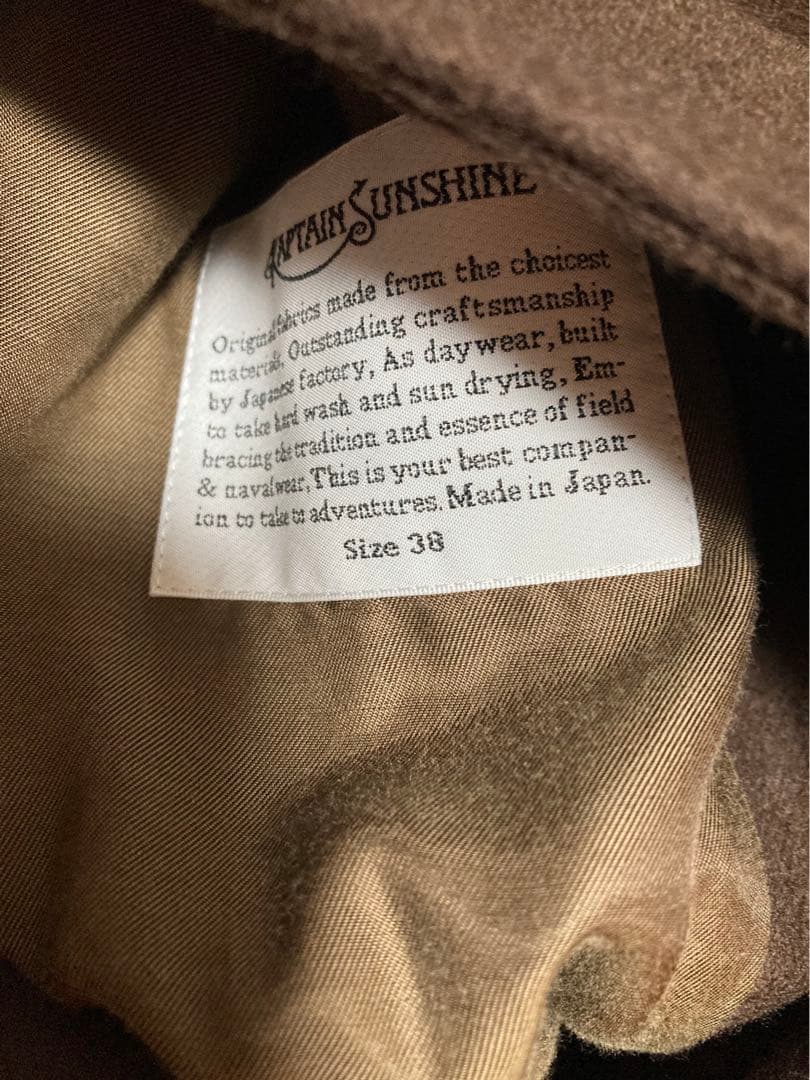 KAPTAIN SUNSHINE
Original fabrics made from the choicest
materials, Outstanding craftsmanship
by Japanese factory, As daywear, built
to take hard wash and sun drying, Em-
bracing the tradition and essence of field
& naval wear, This is your best compan-
ion to take to adventures. Made in Japan.
Size 38